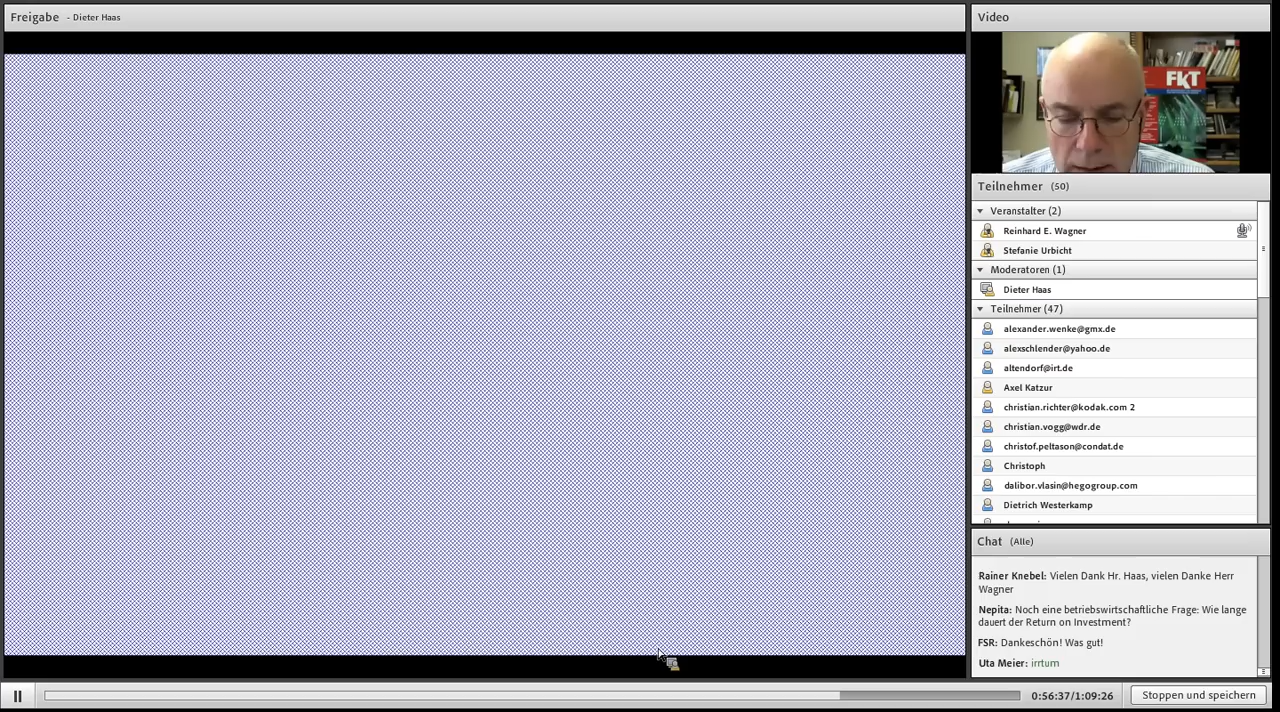 Freigabe - Dieter Haas
Video
FKT
Teilnehmer (50)
Veranstalter (2)
Reinhard E. Wagner
Stefanie Urbicht
Moderatoren (1)
Dieter Haas
Teilnehmer (47)
alexander.wenke@gmx.de
alexschlender@yahoo.de
altendorf@irt.de
Axel Katzur
christian.richter@kodak.com 2
christian.vogg@wdr.de
christof.peltason@condat.de
Christoph
dalibor.vlasin@hegogroup.com
Dietrich Westerkamp
Chat (Alle)
Rainer Knebel: Vielen Dank Hr. Haas, vielen Danke Herr
Wagner
Nepita: Noch eine betriebswirtschaftliche Frage: Wie lange
dauert der Return on Investment?
FSR: Dankeschön! Was gut!
Uta Meier: irrtum
0:56:37/1:09:26
Stoppen und speichern